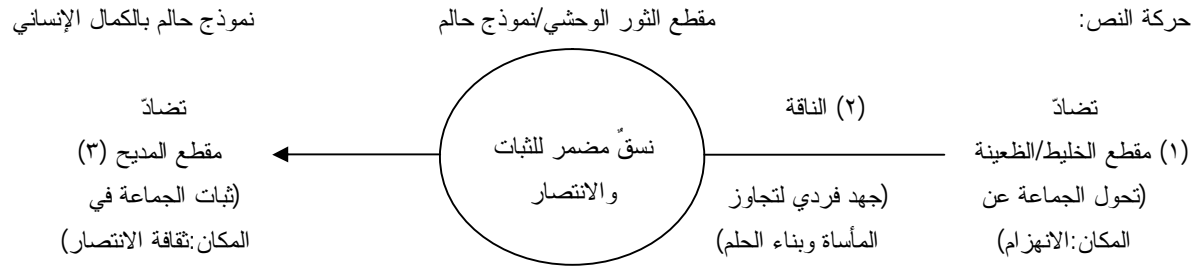 حركة النص: مقطع الثور الوحشي/نموذج حالم نموذج حالم بالكمال الإنساني
تضادّ (٢) الناقة تضادّ
(١) مقطع الخليط/الظعينة نسقٌ مضمر للثبات مقطع المديح (٣)
(تحول الجماعة عن (جهد فردي لتجاوز والانتصار (ثبات الجماعة في
المكان:الانهزام) المأساة وبناء الحلم) المكان:ثقافة الانتصار)